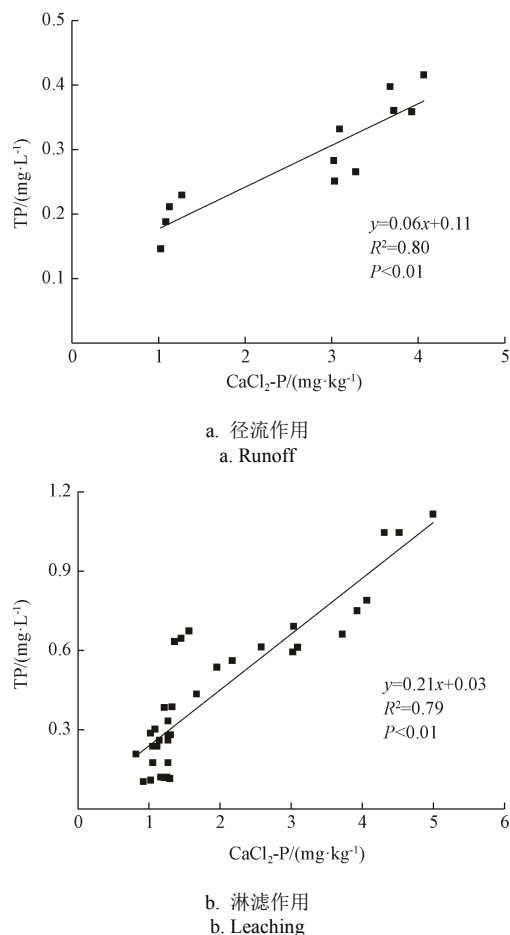 0.5
0.4
0.3
0.2
0.1
TP/(mg·L⁻¹)
y=0.06x+0.11
R²=0.80
P<0.01
0 1 2 3 4 5
CaCl₂-P/(mg·kg⁻¹)
a. 径流作用
a. Runoff
1.2
0.9
0.6
0.3
TP/(mg·L⁻¹)
y=0.21x+0.03
R²=0.79
P<0.01
0 1 2 3 4 5 6
CaCl₂-P/(mg·kg⁻¹)
b. 淋滤作用
b. Leaching